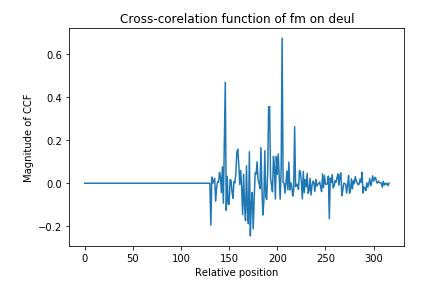 Cross-corelation function of fm on deul
Magnitude of CCF
0.6
0.4
0.2
0.0
−0.2
0 50 100 150 200 250 300
Relative position